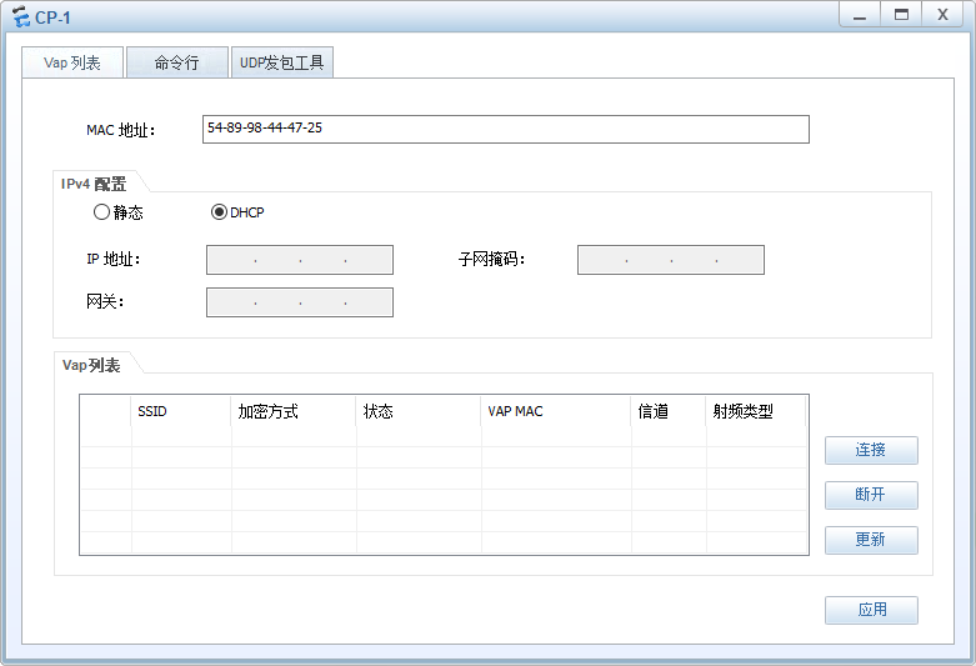 CP-1
Vap 列表 命令行 UDP发包工具
MAC 地址： 54-89-98-44-47-25
IPv4 配置
静态 DHCP
IP 地址： . . . 子网掩码： . . .
网关： . . .
Vap列表
SSID 加密方式 状态 VAP MAC 信道 射频类型
连接
断开
更新
应用